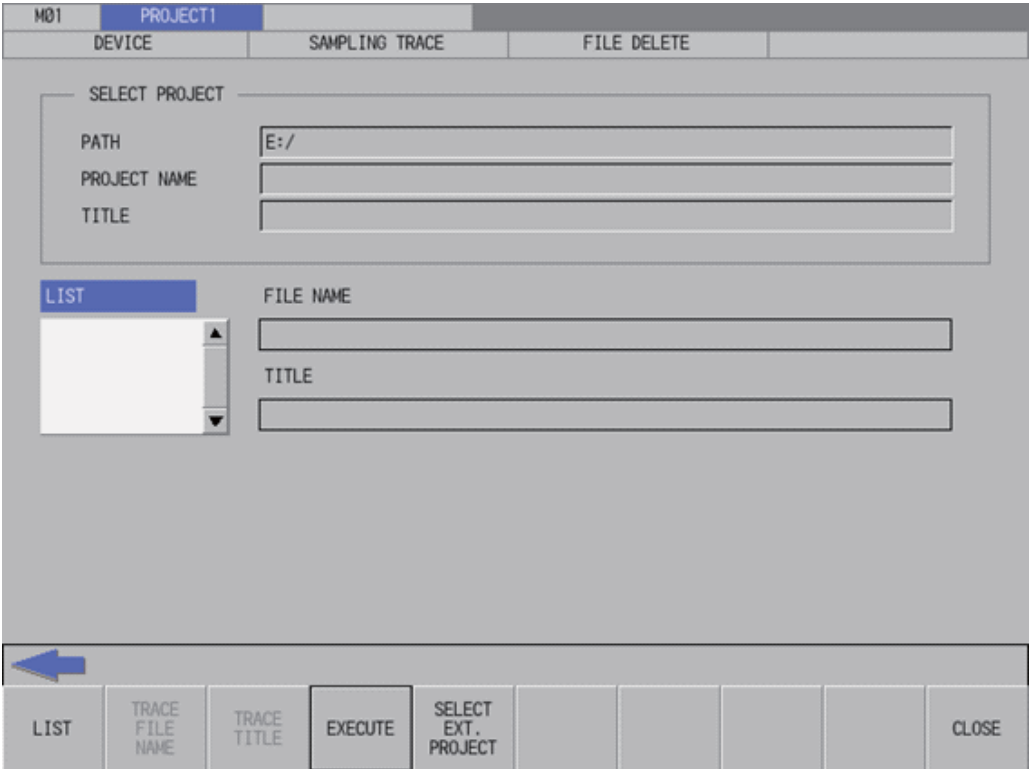 M01 PROJECT1
DEVICE SAMPLING TRACE FILE DELETE
SELECT PROJECT
PATH E:/
PROJECT NAME
TITLE
LIST FILE NAME
TITLE
LIST TRACE FILE NAME TRACE TITLE EXECUTE SELECT EXT. PROJECT CLOSE